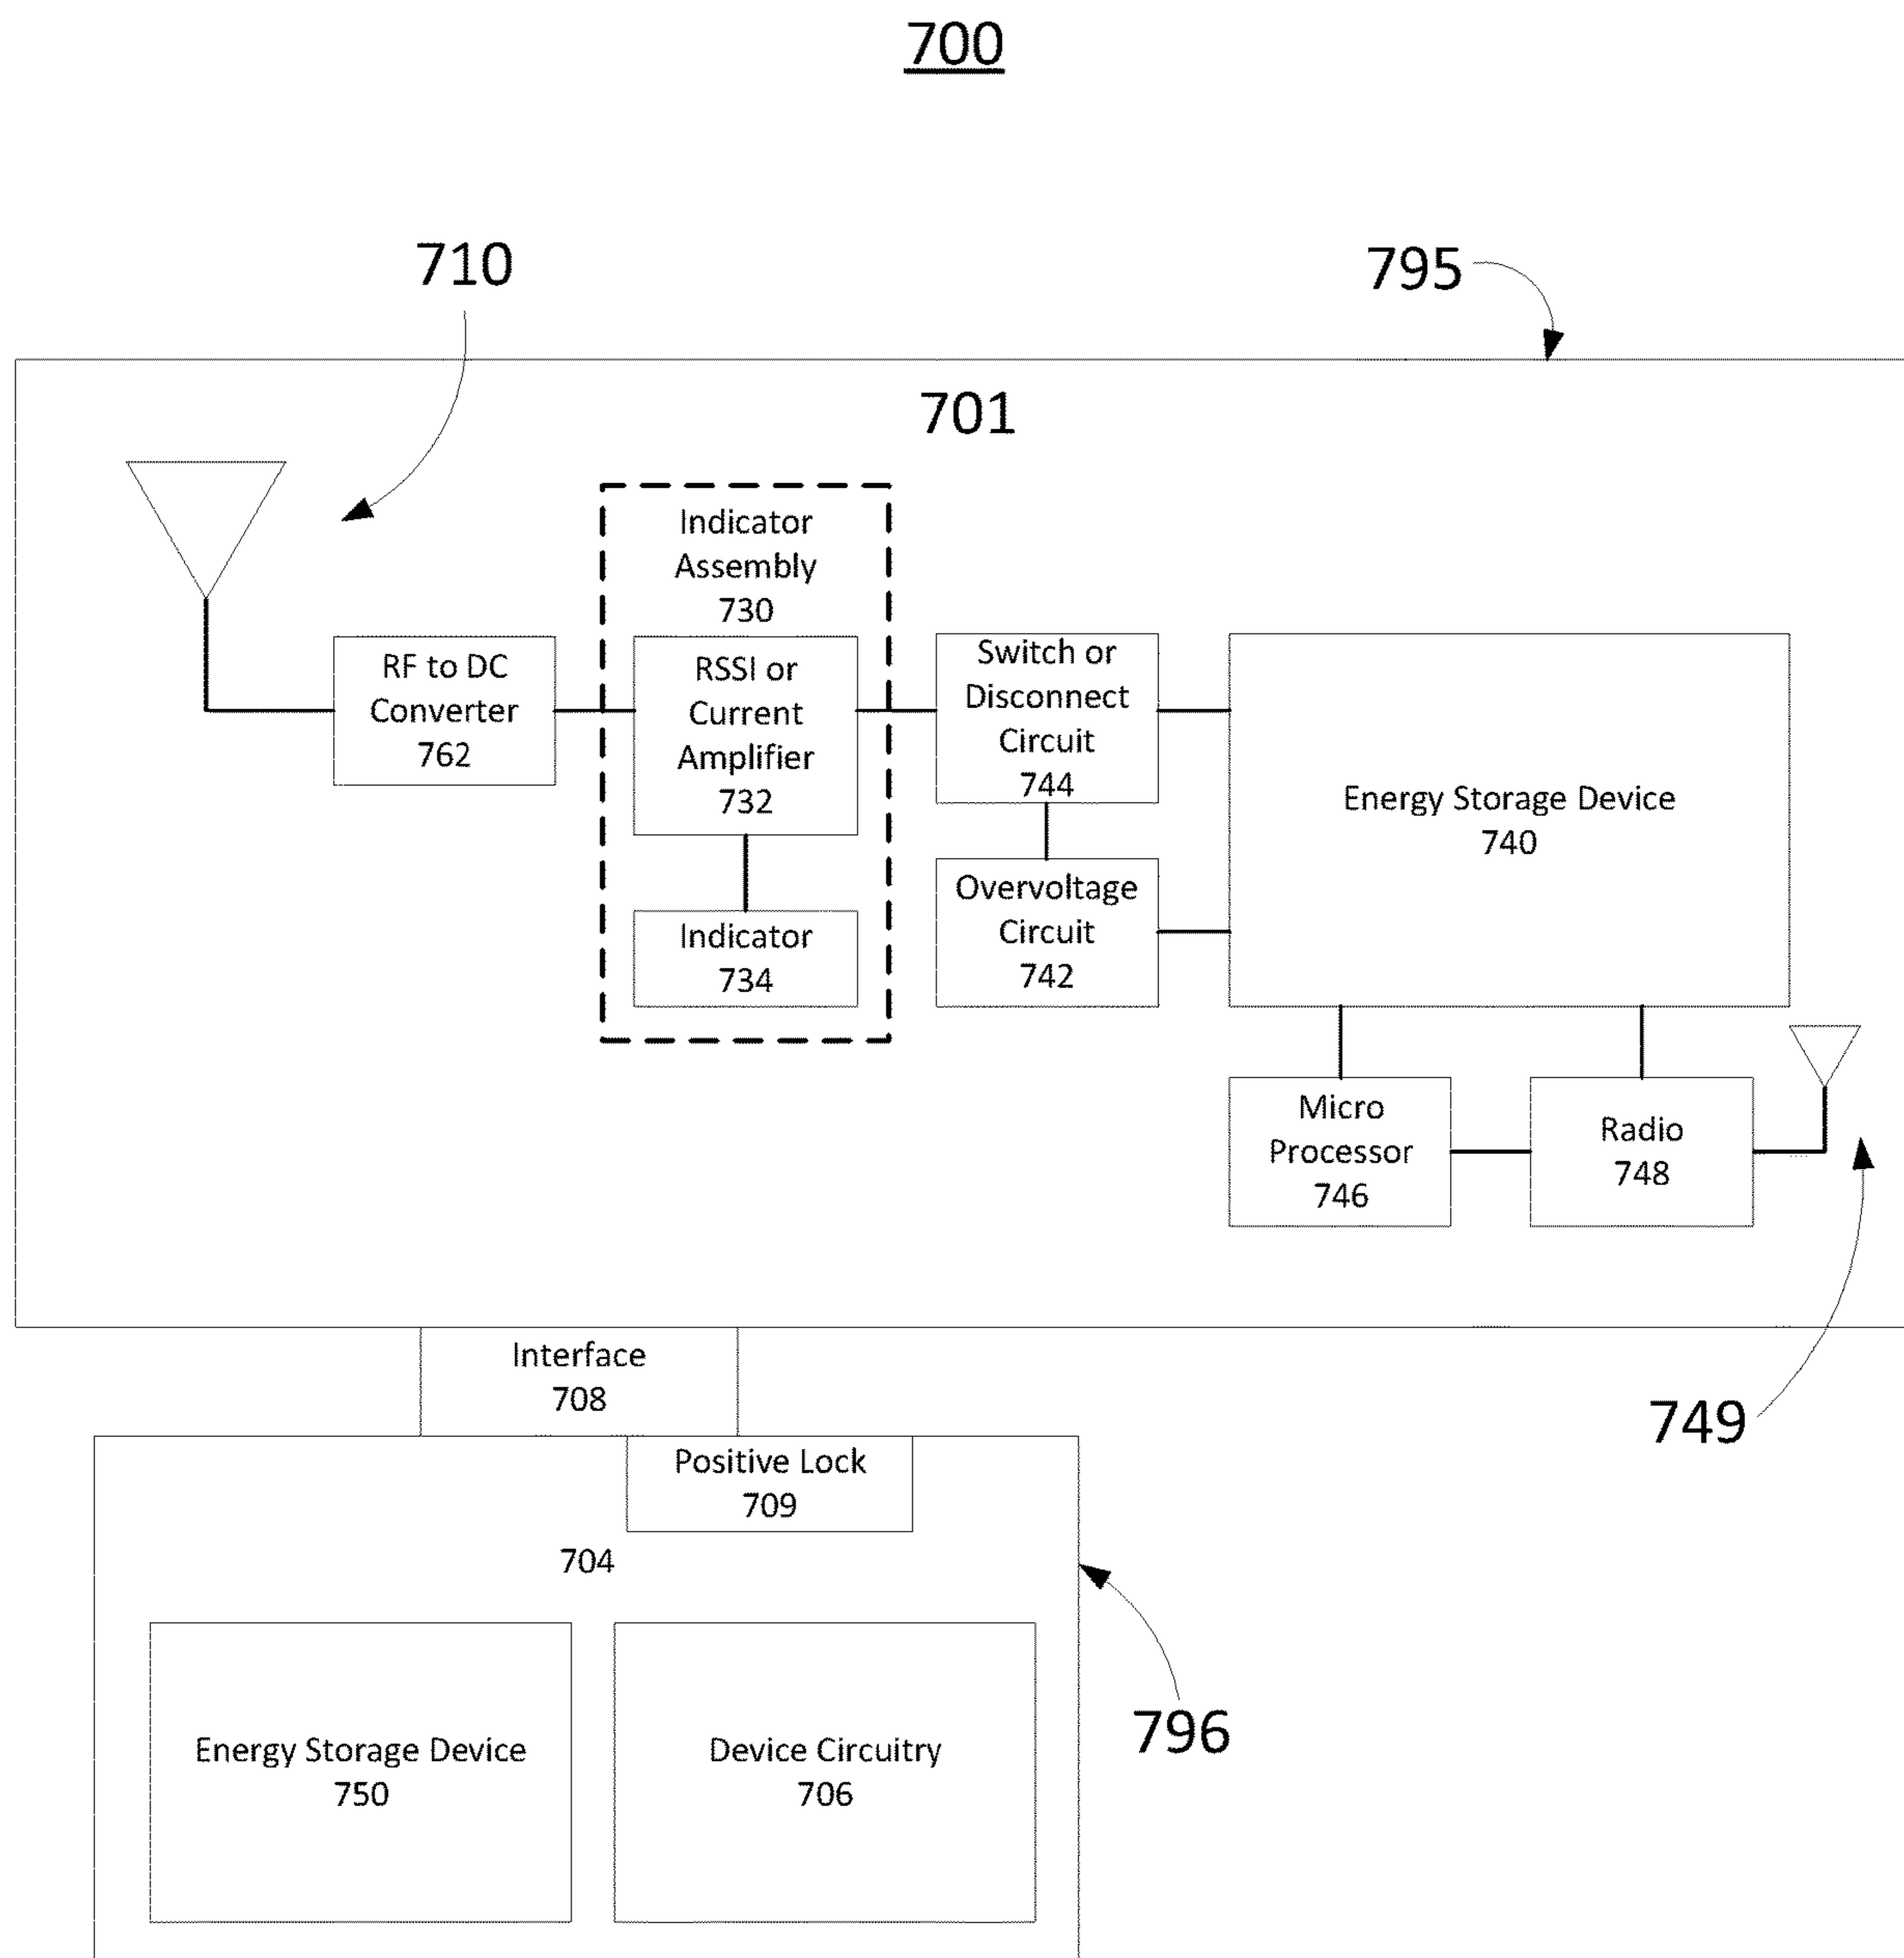 700
710
795
701
Indicator
Assembly
730
RF to DC
Converter
762
RSSI or
Current
Amplifier
732
Indicator
734
Switch or
Disconnect
Circuit
744
Overvoltage
Circuit
742
Energy Storage Device
740
Micro
Processor
746
Radio
748
749
Interface
708
Positive Lock
709
704
796
Energy Storage Device
750
Device Circuitry
706